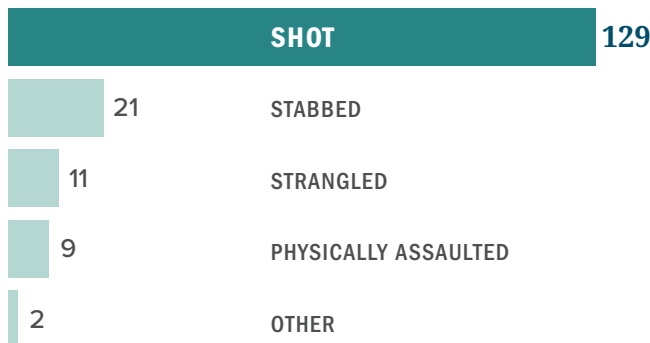 SHOT 129
21 STABBED
11 STRANGLED
9 PHYSICALLY ASSAULTED
2 OTHER